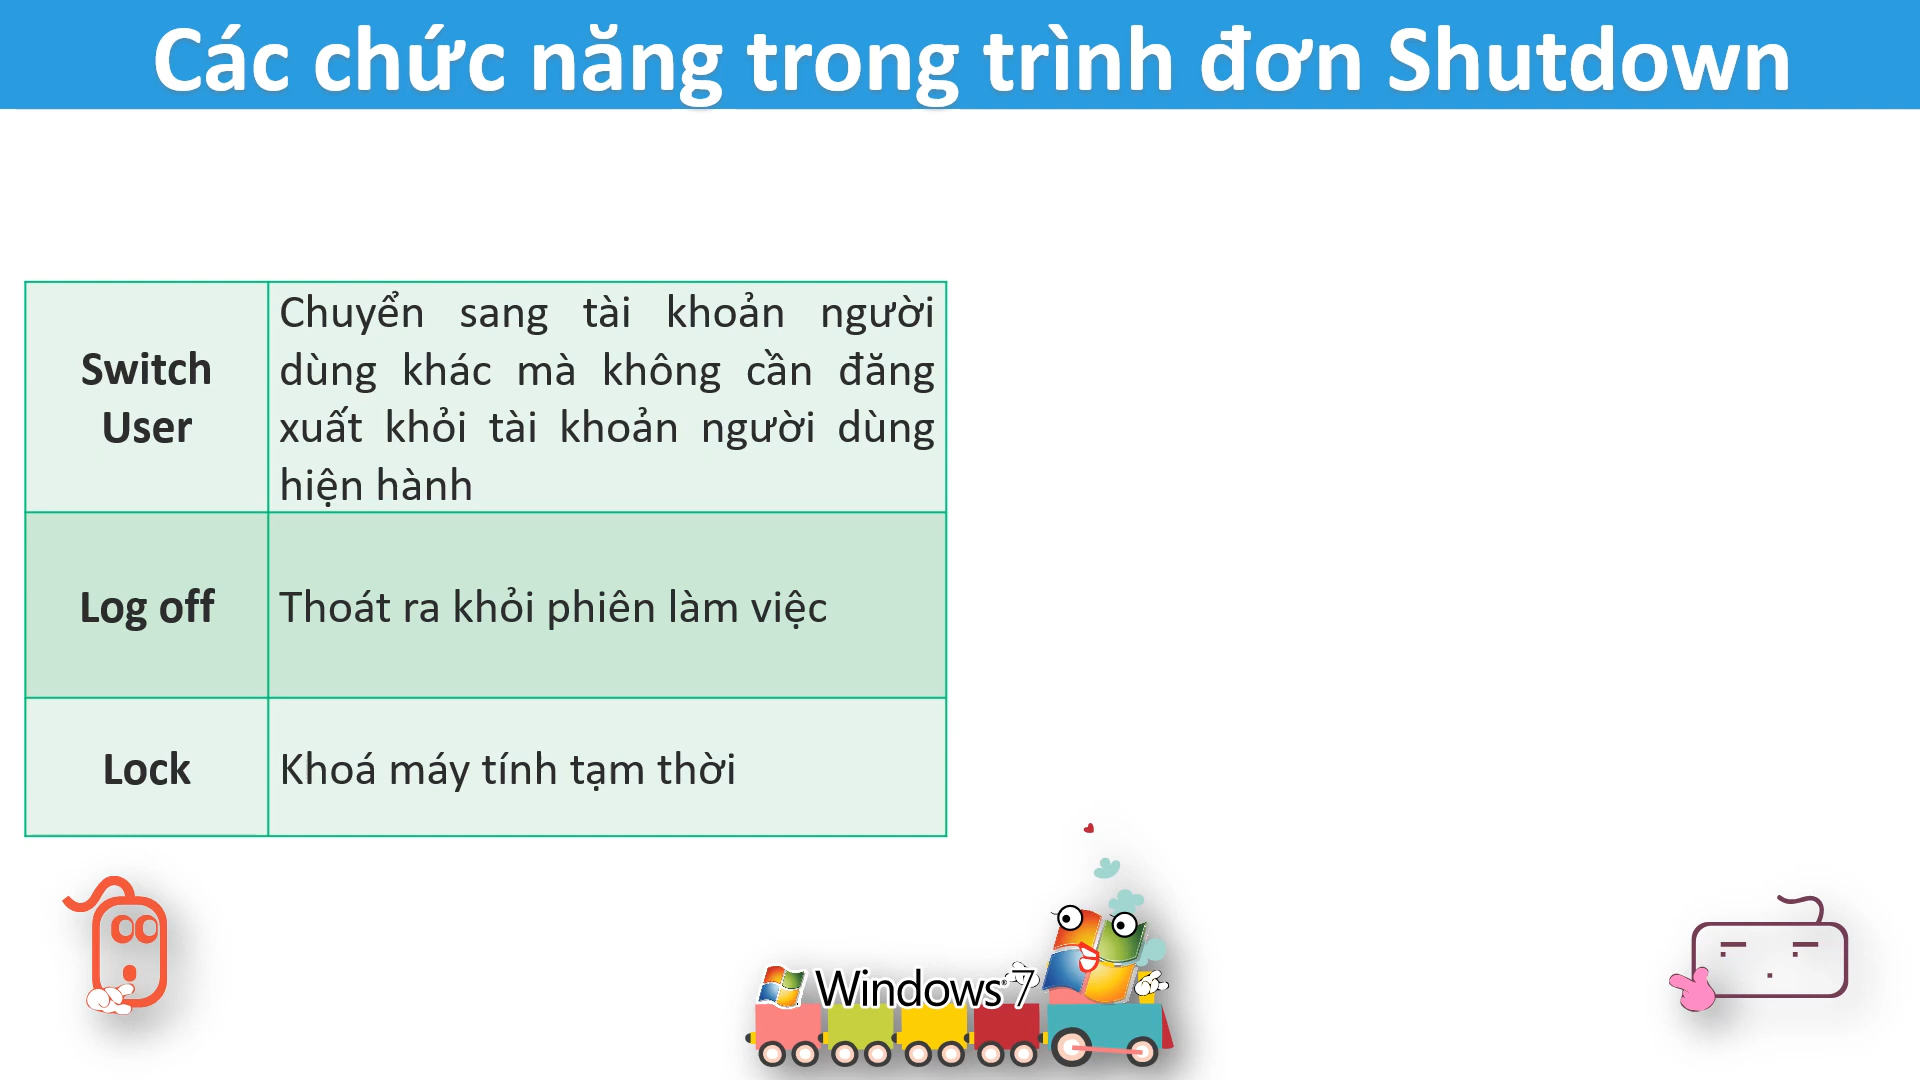 Các chức năng trong trình đơn Shutdown
Switch
User
Chuyển sang tài khoản người
dùng khác mà không cần đăng
xuất khỏi tài khoản người dùng
hiện hành
Log off
Thoát ra khỏi phiên làm việc
Lock
Khoá máy tính tạm thời
Windows® 7